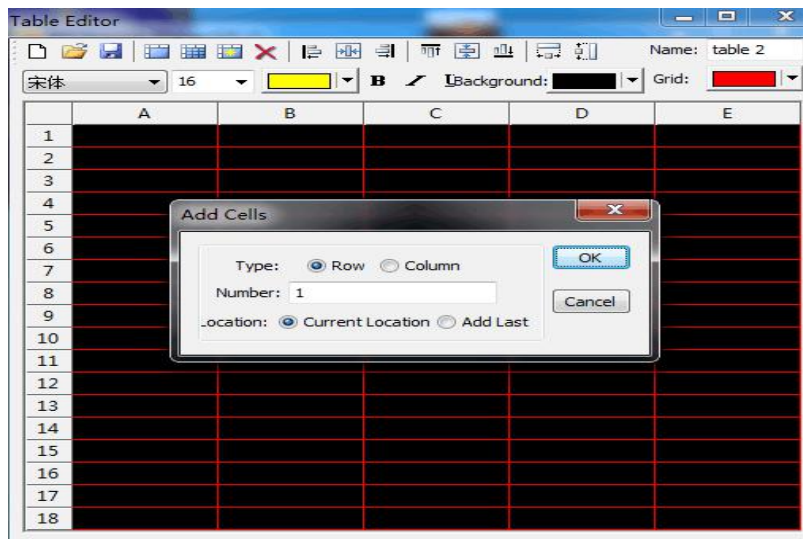 Table Editor
Name: table 2
宋体 16 B I Background: Grid:
A B C D E
1
2
3
4
5
6
7
8
9
10
11
12
13
14
15
16
17
18
Add Cells
Type: Row Column
OK
Number: 1
Cancel
ocation: Current Location Add Last